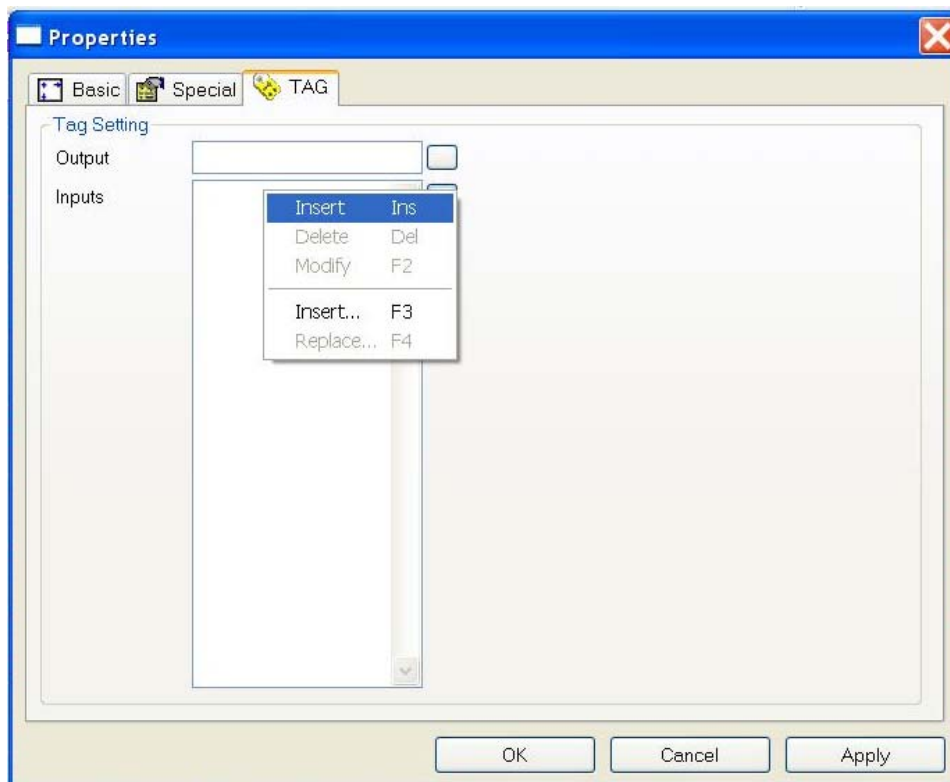 Properties
Basic Special TAG
Tag Setting
Output
Inputs
Insert Ins
Delete Del
Modify F2
Insert... F3
Replace... F4
OK Cancel Apply